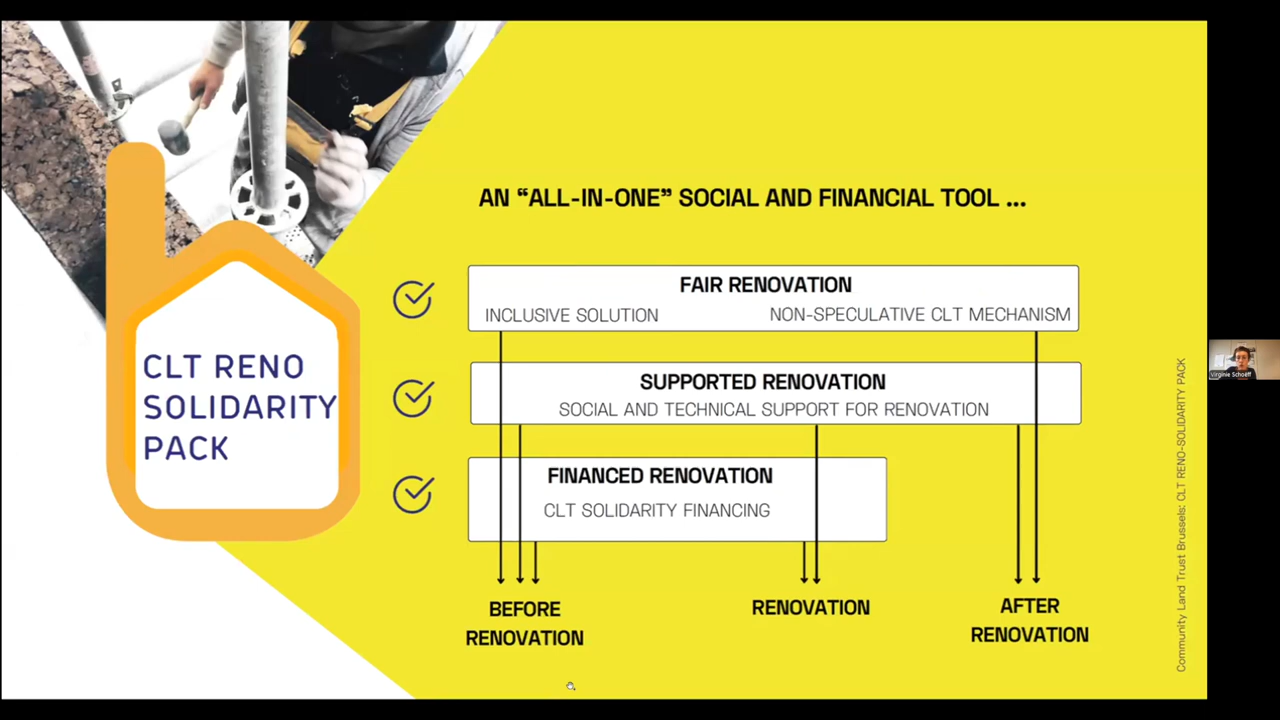 AN “ALL-IN-ONE” SOCIAL AND FINANCIAL TOOL ...
CLT RENO
SOLIDARITY
PACK
FAIR RENOVATION
INCLUSIVE SOLUTION
NON-SPECULATIVE CLT MECHANISM
SUPPORTED RENOVATION
SOCIAL AND TECHNICAL SUPPORT FOR RENOVATION
FINANCED RENOVATION
CLT SOLIDARITY FINANCING
BEFORE
RENOVATION
RENOVATION
AFTER
RENOVATION
Community Land Trust Brussels: CLT RENO-SOLIDARITY PACK
Virginie Schoëff